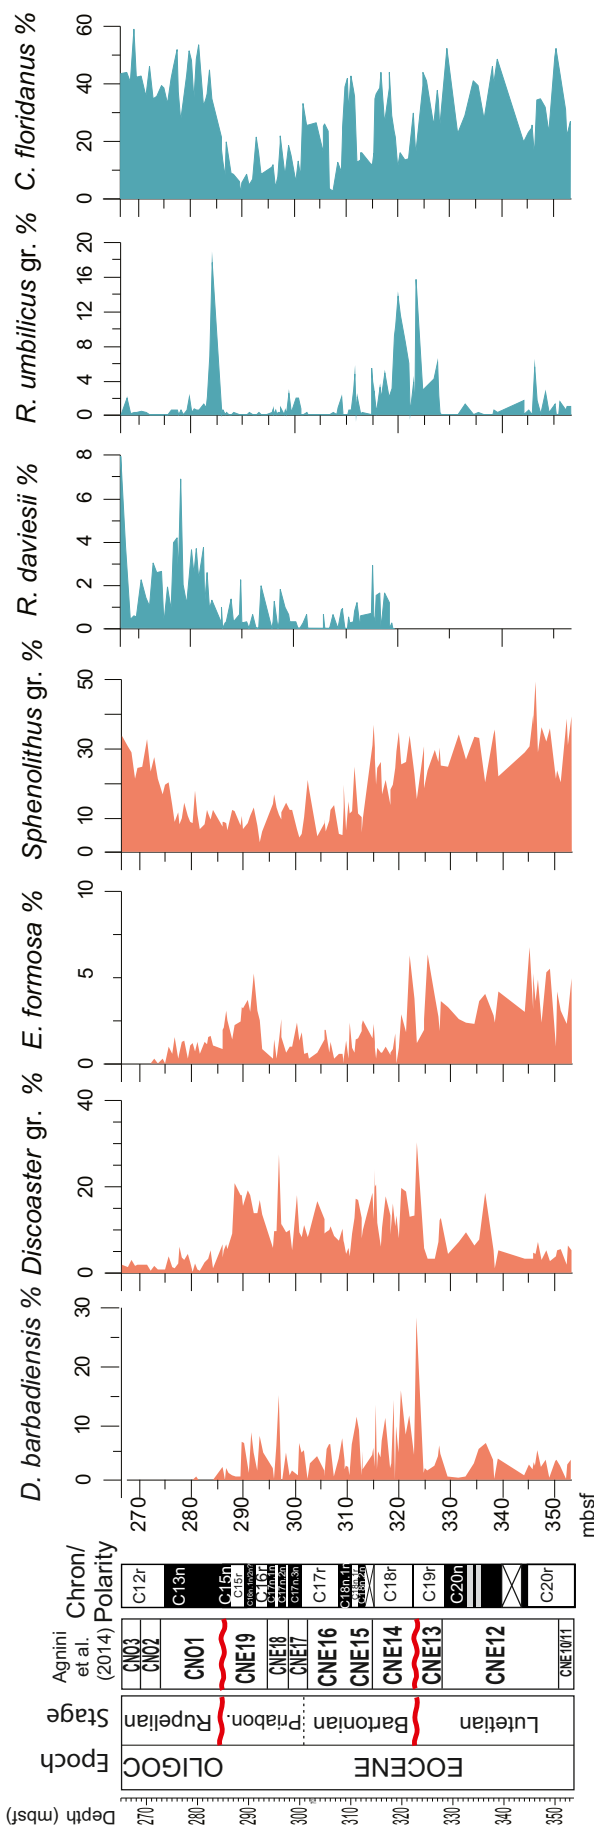 C. floridanus %
0
20
40
60
R. umbilicus gr. %
0
4
8
12
16
20
R. daviesii %
0
2
4
6
8
Sphenolithus gr. %
0
10
30
50
E. formosa %
0
5
10
Discoaster gr. %
0
20
40
D. barbadiensis %
0
10
20
30
270
280
290
300
310
320
330
340
350
mbsf
Chron/
Polarity
C12r
C13n
C15n
C15r
C16r
C17n.1n
C17n.2n
C17n.3n
C17r
C18n.1n
C18r
C19r
C20n
C20r
Agnini
et al.
(2014)
CNO3
CNO2
CNO1
CNE19
CNE18
CNE17
CNE16
CNE15
CNE14
CNE13
CNE12
CNE10/11
Stage
Rupelian
Priabon.
Bartonian
Lutetian
Epoch
OLIGOC
EOCENE
Depth (mbsf)
270
280
290
300
310
320
330
340
350